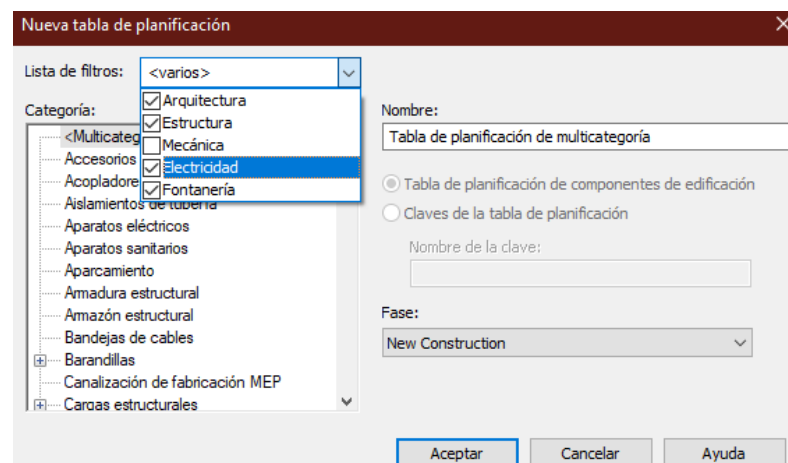 Nueva tabla de planificación
Lista de filtros:
<varios>
Arquitectura
Estructura
Mecánica
Electricidad
Fontanería
Categoría:
<Multicateg
Accesorios
Acopladore
Aislamientos de tubería
Aparatos eléctricos
Aparatos sanitarios
Aparcamiento
Armadura estructural
Armazón estructural
Bandejas de cables
Barandillas
Canalización de fabricación MEP
Cargas estructurales
Nombre:
Tabla de planificación de multicategoría
Tabla de planificación de componentes de edificación
Claves de la tabla de planificación
Nombre de la clave:
Fase:
New Construction
Aceptar
Cancelar
Ayuda